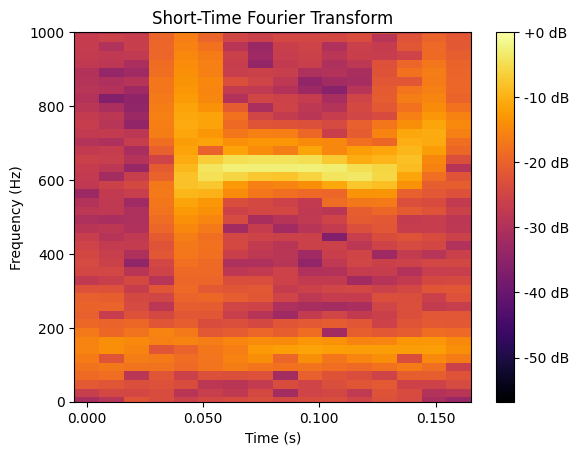 Short-Time Fourier Transform
1000
800
600
400
200
0
Frequency (Hz)
0.000
0.050
0.100
0.150
Time (s)
+0 dB
-10 dB
-20 dB
-30 dB
-40 dB
-50 dB